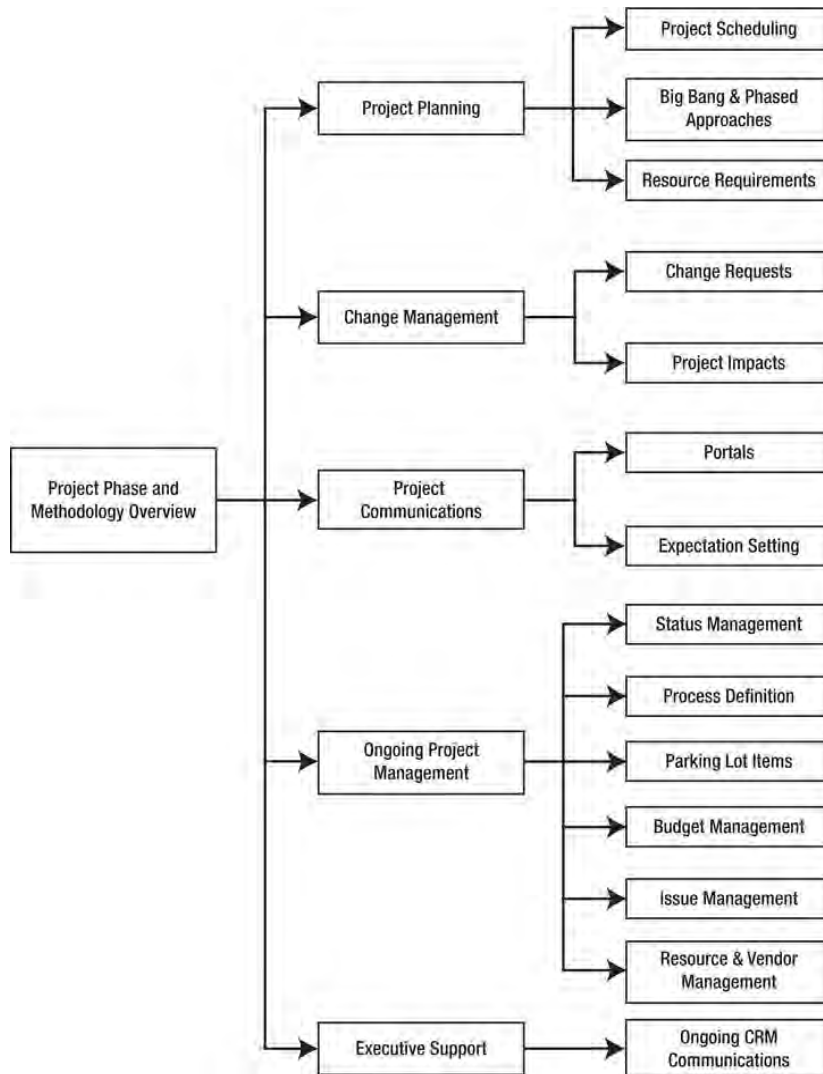 Project Scheduling
Project Planning
Big Bang & Phased
Approaches
Resource Requirements
Change Requests
Change Management
Project Impacts
Portals
Project Phase and
Methodology Overview
Project
Communications
Expectation Setting
Status Management
Process Definition
Ongoing Project
Management
Parking Lot Items
Budget Management
Issue Management
Resource & Vendor
Management
Executive Support
Ongoing CRM
Communications